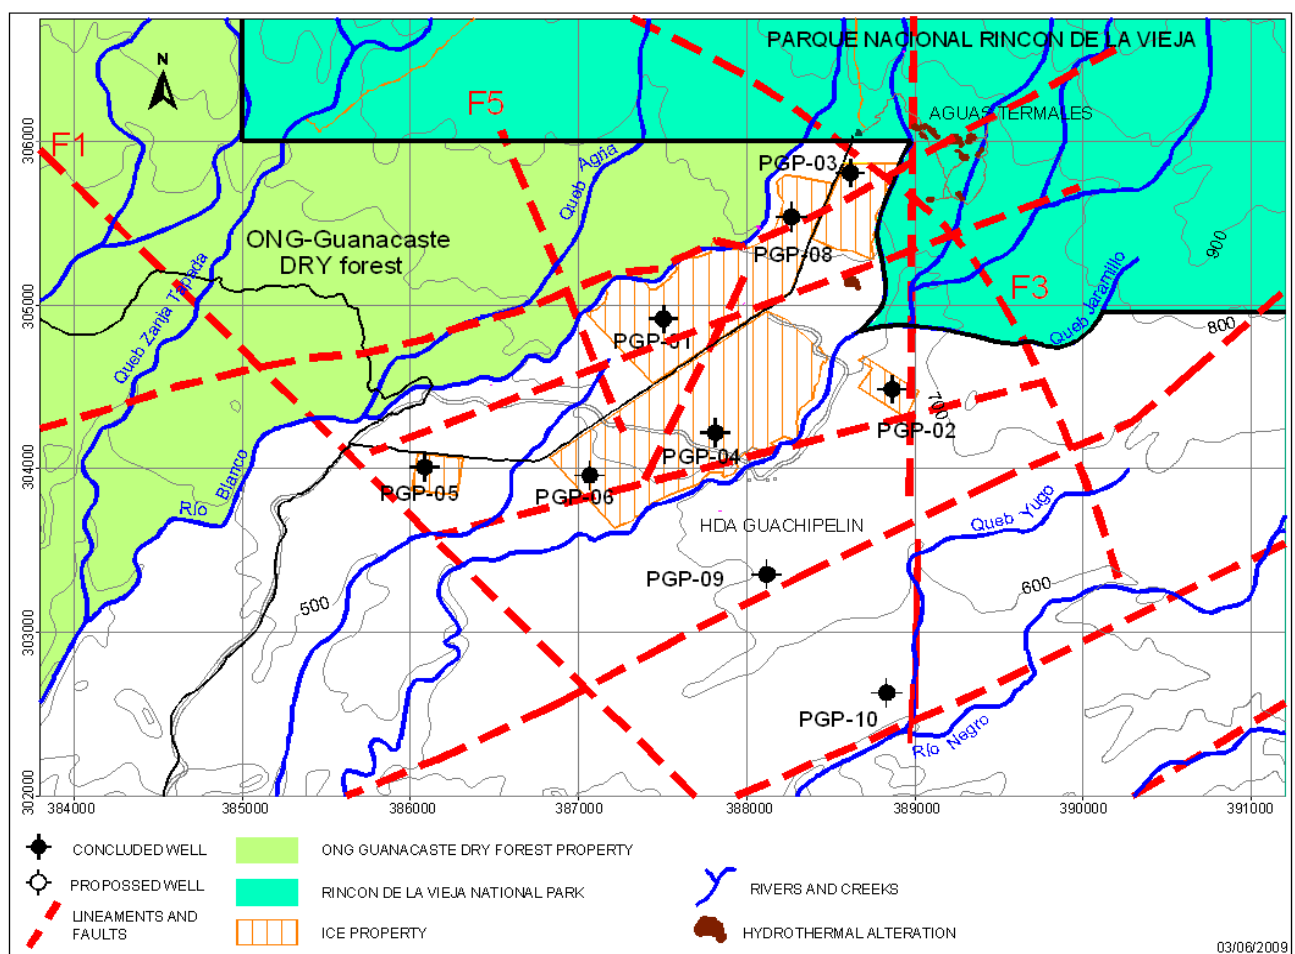 PARQUE NACIONAL RINCON DE LA VIEJA
N
F5
AGUAS TERMALES
306000
F1
PGP-03
Queb Agria
ONG-Guanacaste
DRY forest
PGP-08
900
Queb Zanja Tapada
F3
Queb Jaramillo
305000
PGP-01
800
700
PGP-02
PGP-04
304000
PGP-05
PGP-06
Río Blanco
HDA GUACHIPELIN
Queb Yugo
PGP-09
500
600
303000
PGP-10
Río Negro
302000
384000
385000
386000
387000
388000
389000
390000
391000
CONCLUDED WELL
PROPOSSED WELL
LINEAMENTS AND
FAULTS
ONG GUANACASTE DRY FOREST PROPERTY
RINCON DE LA VIEJA NATIONAL PARK
ICE PROPERTY
RIVERS AND CREEKS
HYDROTHERMAL ALTERATION
03/06/2009